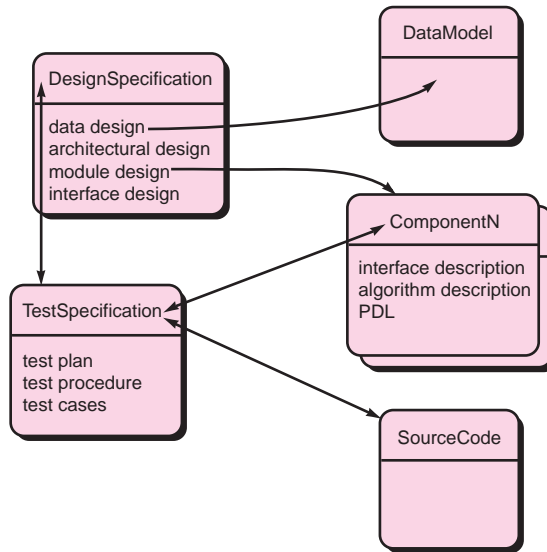 DesignSpecification
data design
architectural design
module design
interface design
DataModel
ComponentN
interface description
algorithm description
PDL
TestSpecification
test plan
test procedure
test cases
SourceCode